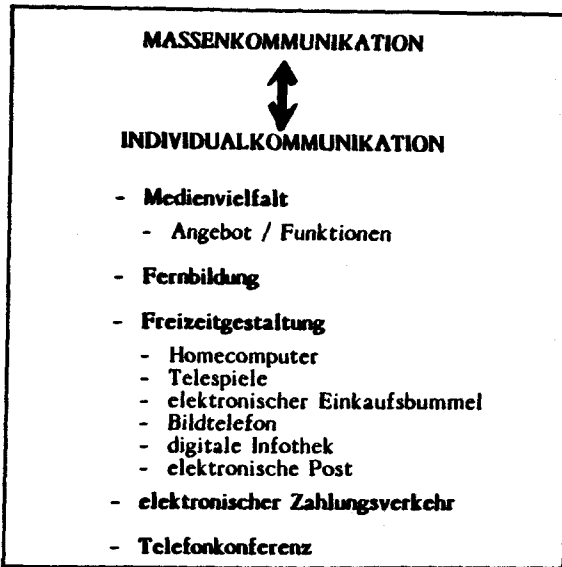 MASSENKOMMUNIKATION
INDIVIDUALKOMMUNIKATION
- Medienvielfalt
- Angebot / Funktionen
- Fernbildung
- Freizeitgestaltung
- Homecomputer
- Telespiele
- elektronischer Einkaufsbummel
- Bildtelefon
- digitale Infothek
- elektronische Post
- elektronischer Zahlungsverkehr
- Telefonkonferenz